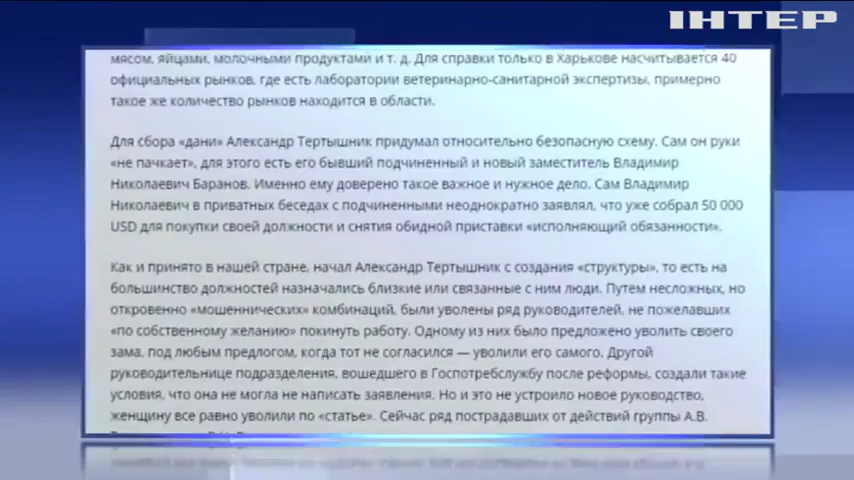 ІНТЕР
мясом, яйцами, молочными продуктами и т. д. Для справки только в Харькове насчитывается 40
официальных рынков, где есть лаборатории ветеринарно-санитарной экспертизы, примерно
такое же количество рынков находится в области.
Для сбора «дани» Александр Тертышник придумал относительно безопасную схему. Сам он руки
«не пачкает», для этого есть его бывший подчиненный и новый заместитель Владимир
Николаевич Баранов. Именно ему доверено такое важное и нужное дело. Сам Владимир
Николаевич в приватных беседах с подчиненными неоднократно заявлял, что уже собрал 50 000
USD для покупки своей должности и снятия обидной приставки «исполняющий обязанности».
Как и принято в нашей стране, начал Александр Тертышник с создания «структуры», то есть на
большинство должностей назначались близкие или связанные с ним люди. Путем несложных, но
откровенно «мошеннических» комбинаций, были уволены ряд руководителей, не пожелавших
«по собственному желанию» покинуть работу. Одному из них было предложено уволить своего
зама, под любым предлогом, когда тот не согласился — уволили его самого. Другой
руководительнице подразделения, вошедшего в Госпотребслужбу после реформы, создали такие
условия, что она не могла не написать заявления. Но и это не устроило новое руководство,
женщину все равно уволили по «статье». Сейчас ряд пострадавших от действий группы А.В.